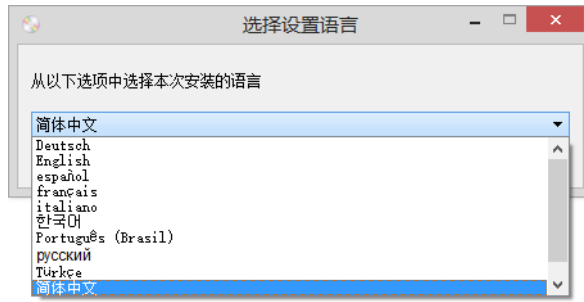 选择设置语言
从以下选项中选择本次安装的语言
简体中文
Deutsch
English
español
français
italiano
한국어
Português (Brasil)
русский
Türkçe
简体中文